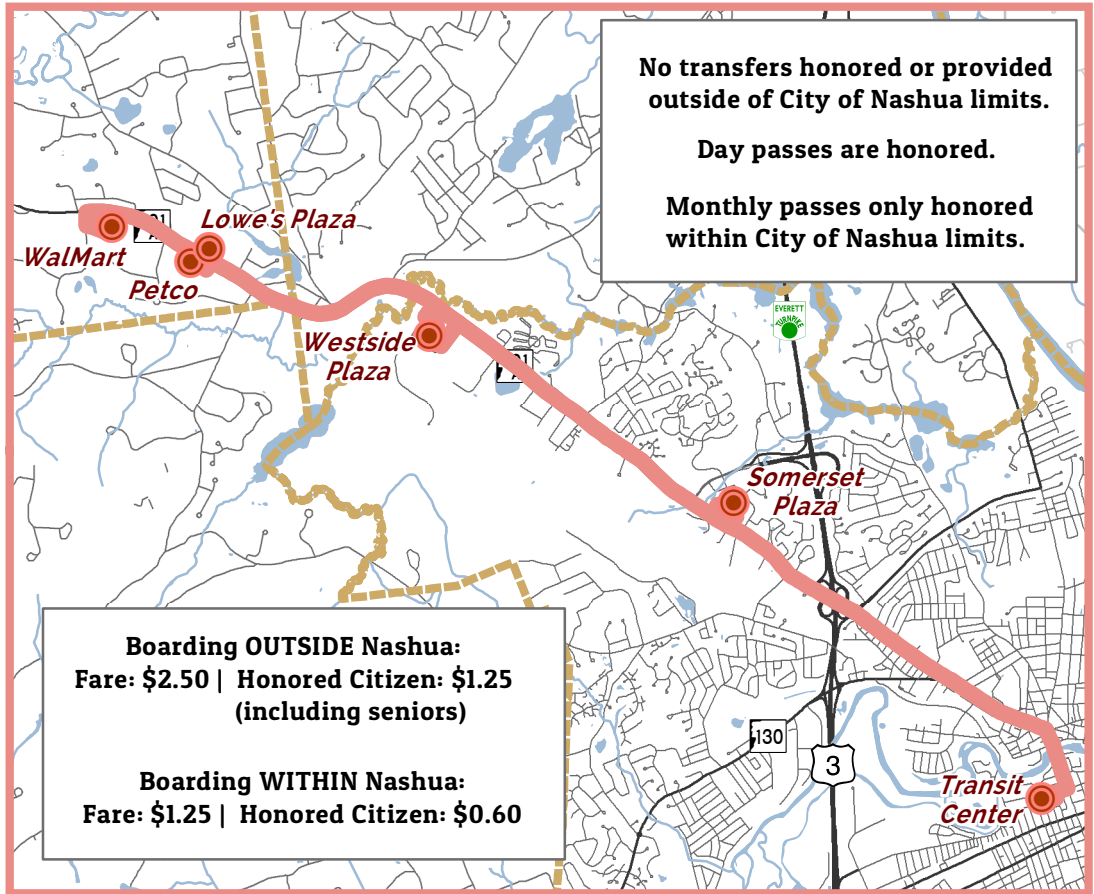 No transfers honored or provided
outside of City of Nashua limits.
Day passes are honored.
Monthly passes only honored
within City of Nashua limits.
Lowe's Plaza
WalMart
Petco
EVERETT
TURNPIKE
Westside
Plaza
Somerset
Plaza
Boarding OUTSIDE Nashua:
Fare: $2.50 | Honored Citizen: $1.25
(including seniors)
Boarding WITHIN Nashua:
Fare: $1.25 | Honored Citizen: $0.60
130
3
Transit
Center